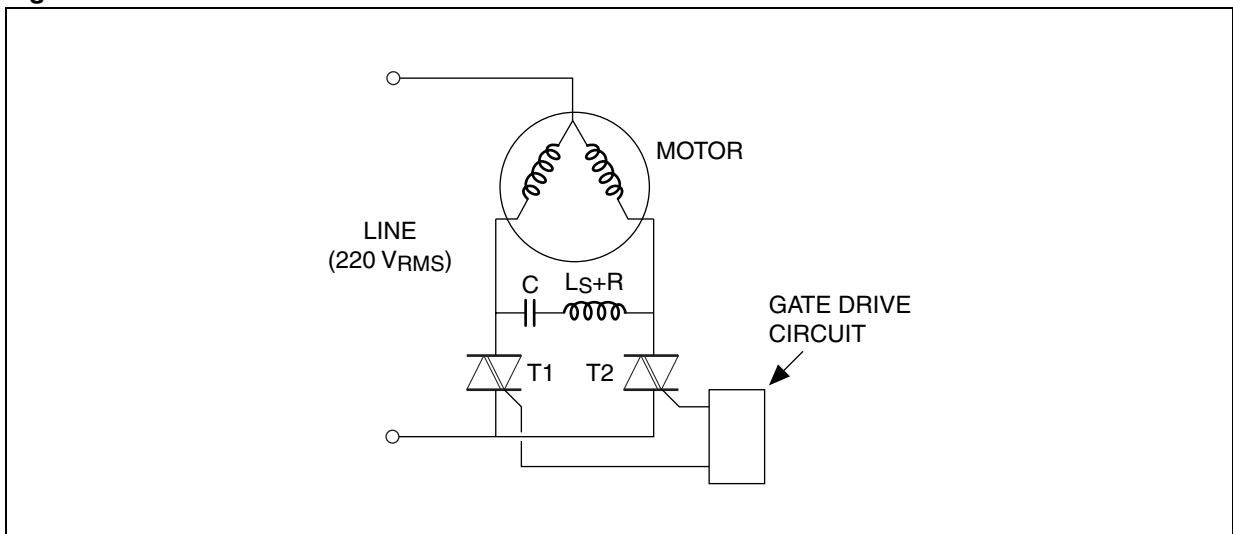 MOTOR
LINE
(220 VRMS)
C LS+R
GATE DRIVE
CIRCUIT
T1 T2